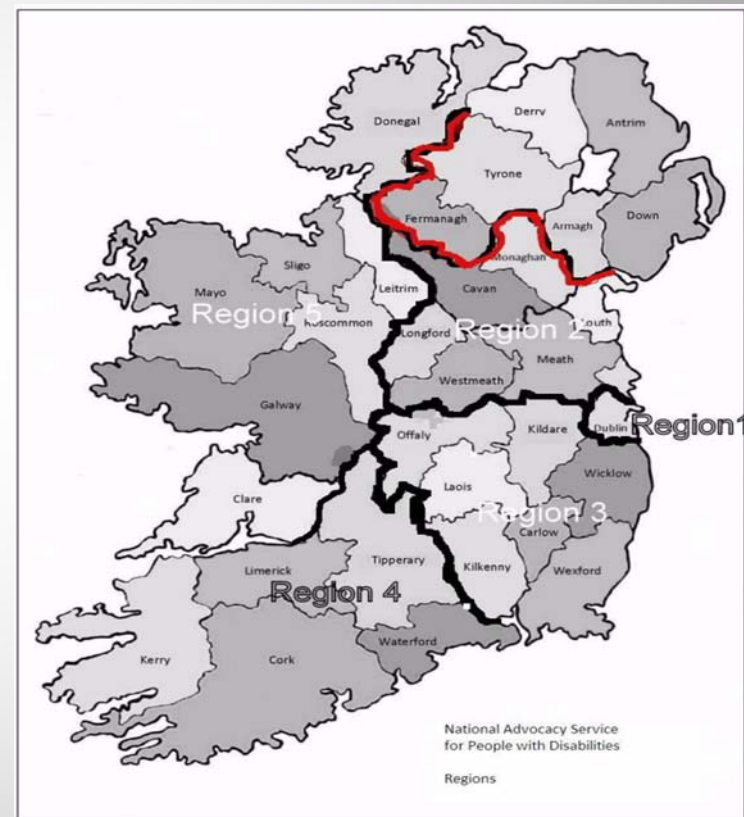 Derry
Donegal
Antrim
Tyrone
Fermanagh
Armagh
Down
Monaghan
Sligo
Leitrim
Cavan
Mayo
Region 5
Roscommon
Longford
Region 2
Louth
Meath
Westmeath
Galway
Offaly
Kildare
Dublin
Region1
Wicklow
Laois
Clare
Region 3
Carlow
Tipperary
Kilkenny
Limerick
Wexford
Region 4
Waterford
Kerry
Cork
National Advocacy Service
for People with Disabilities
Regions